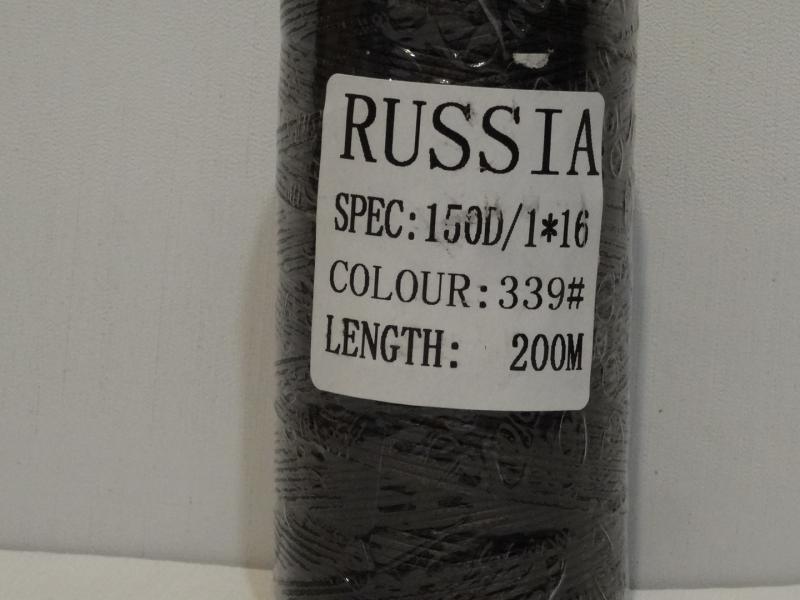 RUSSIA
SPEC:150D/1*16
COLOUR:339#
LENGTH: 200M